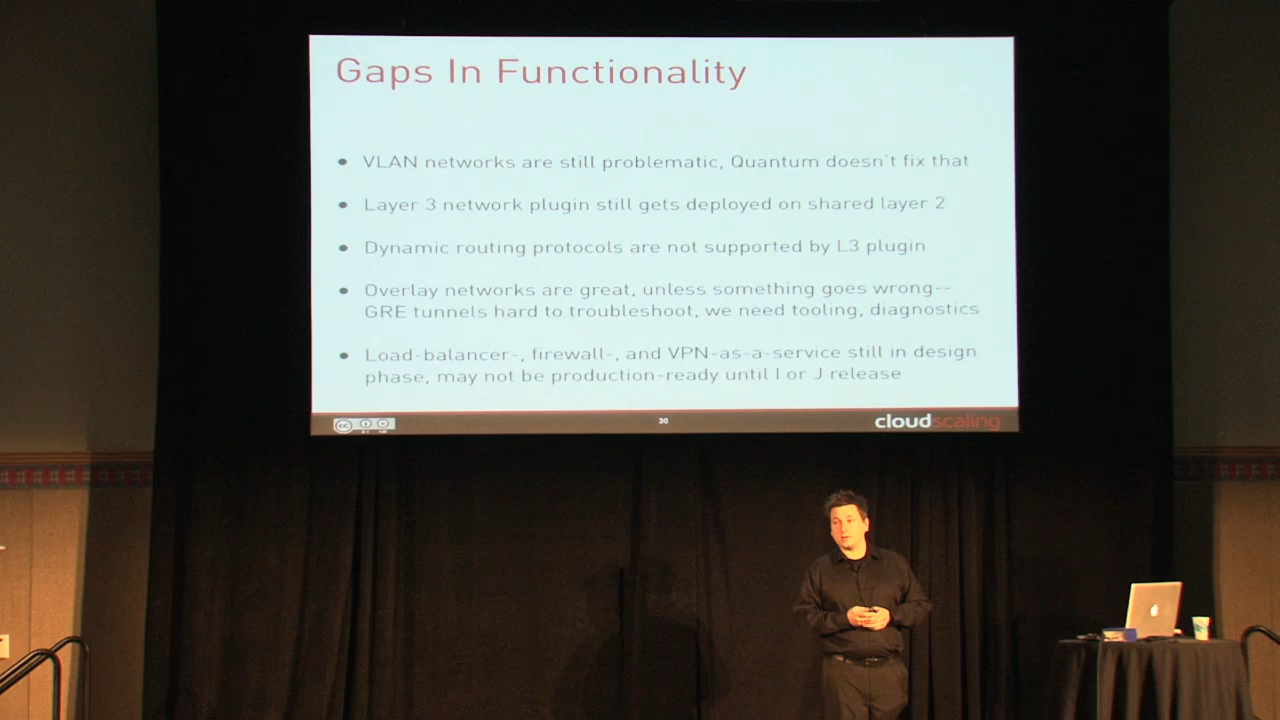 Gaps In Functionality
VLAN networks are still problematic, Quantum doesn't fix that
Layer 3 network plugin still gets deployed on shared layer 2
Dynamic routing protocols are not supported by L3 plugin
Overlay networks are great, unless something goes wrong--
GRE tunnels hard to troubleshoot, we need tooling, diagnostics
Load-balancer-, firewall-, and VPN-as-a-service still in design
phase, may not be production-ready until I or J release
cc
30
cloudscaling